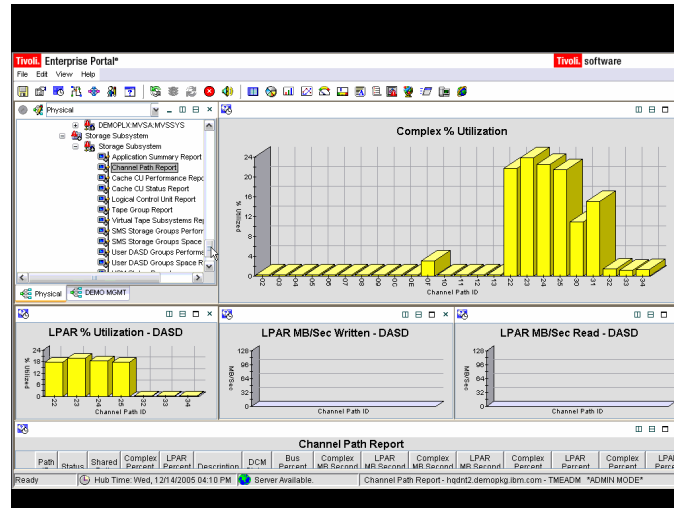 Tivoli. Enterprise Portal*
Tivoli. software
File Edit View Help
Physical
DEMOPLX:MVSA:MVSSYS
Storage Subsystem
Storage Subsystem
Application Summary Report
Channel Path Report
Cache CU Performance Repo
Cache CU Status Report
Logical Control Unit Report
Tape Group Report
Virtual Tape Subsystems Rep
SMS Storage Groups Perform
SMS Storage Groups Space
User DASD Groups Performa
User DASD Groups Space R
Physical
DEMO MGMT
Complex % Utilization
% Utilized
24
20
16
12
8
4
0
02 03 04 05 06 07 0C 0D 0E 0F 10 11 12 13 22 23 24 25 30 31 32 33 34
Channel Path ID
LPAR % Utilization - DASD
% Utilized
24
18
12
6
0
22 23 24 25 32 33 34
Channel Path ID
LPAR MB/Sec Written - DASD
MB/Sec
128
96
64
32
0
Channel Path ID
LPAR MB/Sec Read - DASD
MB/Sec
128
96
64
32
0
Channel Path ID
Channel Path Report
Path Status Shared Complex Percent LPAR Percent Description DCM Bus Percent Complex MB Second LPAR MB Second Complex MB Second LPAR MB Second Complex Percent LPAR Percent Complex Percent LPA
Ready
Hub Time: Wed, 12/14/2005 04:10 PM
Server Available.
Channel Path Report - hqdnt2.demopkg.ibm.com - TMEADM *ADMIN MODE*